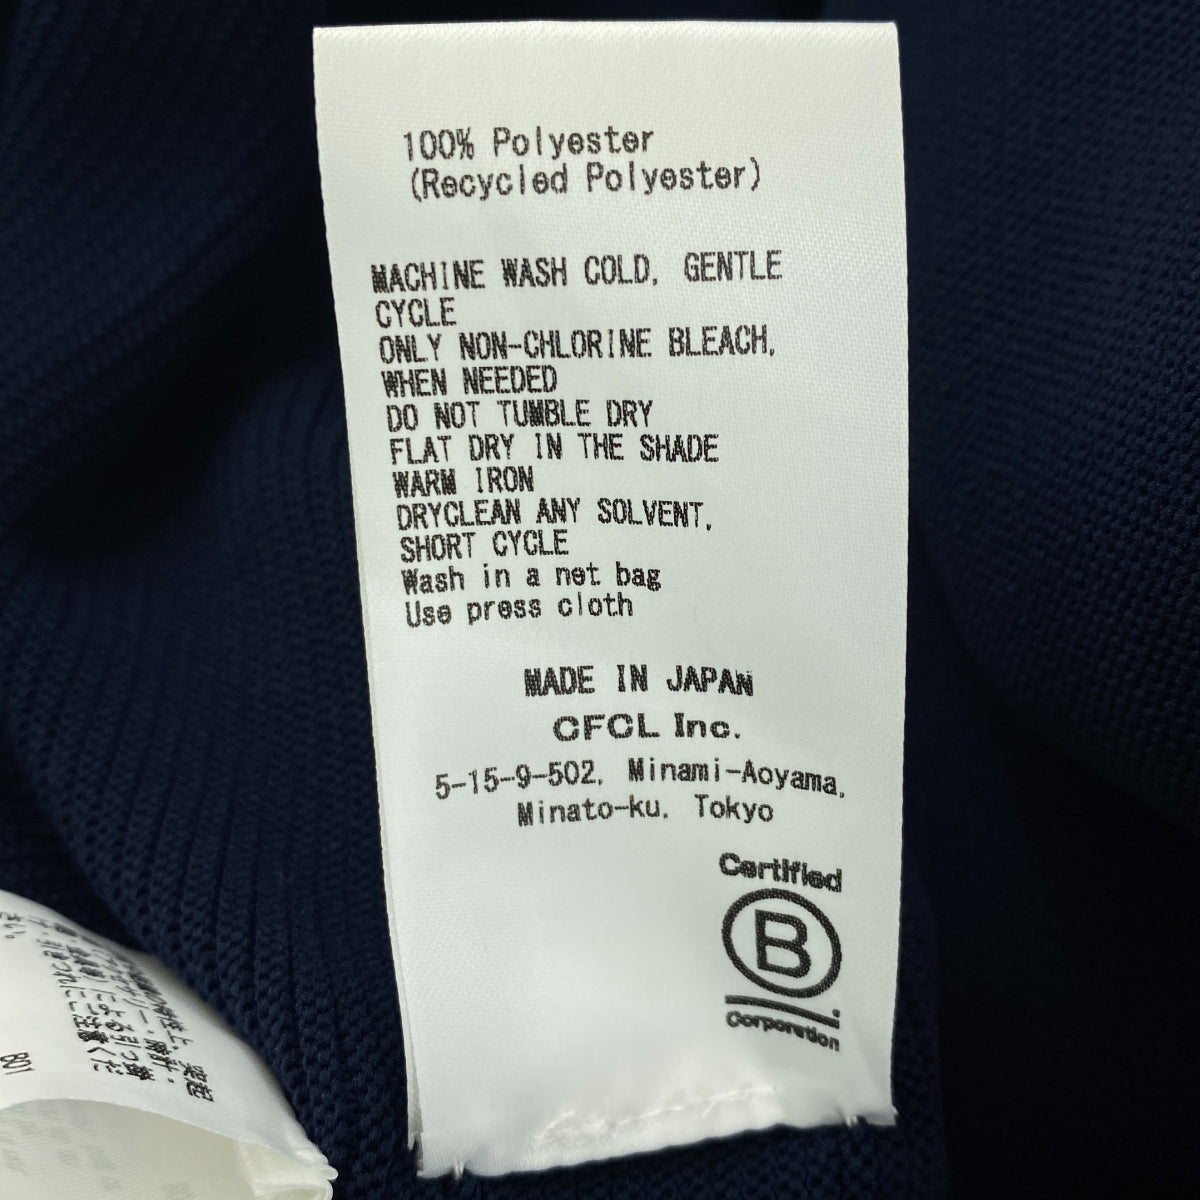 100% Polyester
(Recycled Polyester)
MACHINE WASH COLD, GENTLE
CYCLE
ONLY NON-CHLORINE BLEACH,
WHEN NEEDED
DO NOT TUMBLE DRY
FLAT DRY IN THE SHADE
WARM IRON
DRYCLEAN ANY SOLVENT,
SHORT CYCLE
Wash in a net bag
Use press cloth
MADE IN JAPAN
CFCL Inc.
5-15-9-502, Minami-Aoyama,
Minato-ku, Tokyo
Certified
B
Corporation
B01